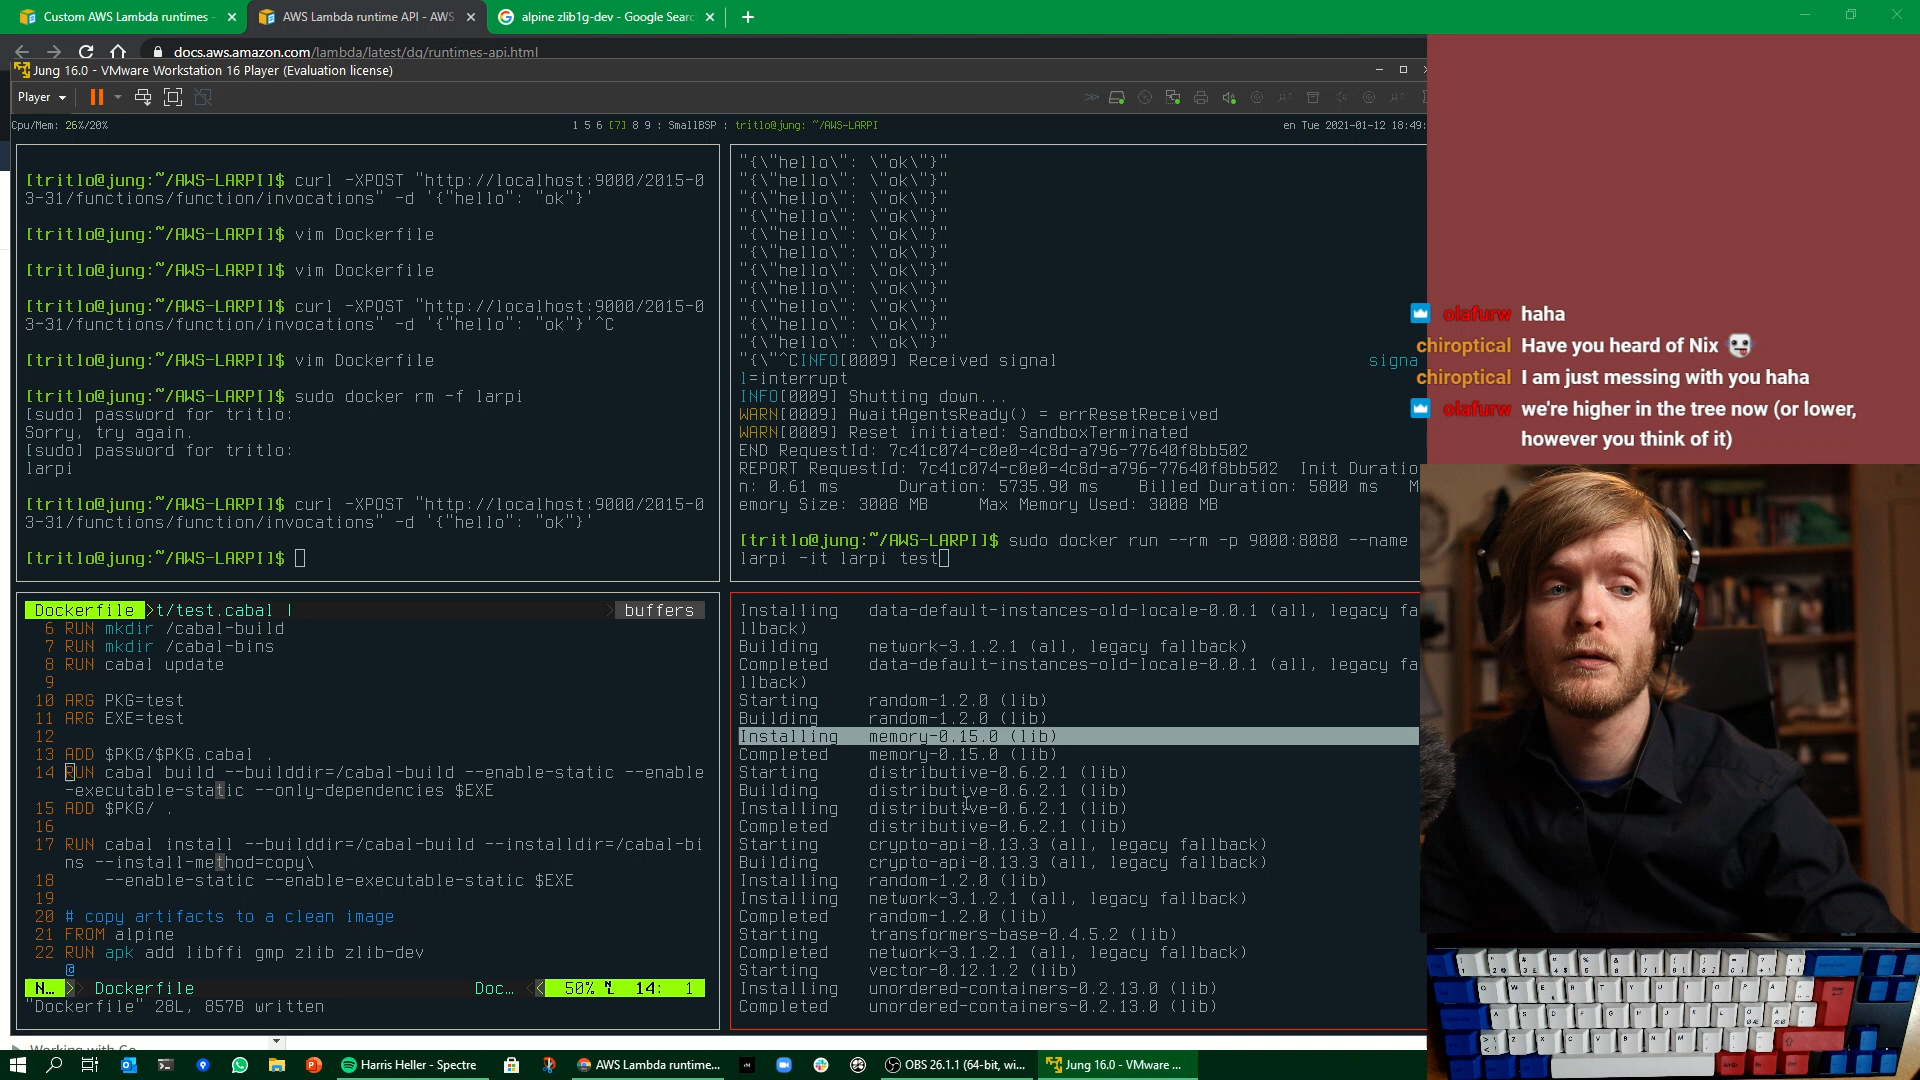 Custom AWS Lambda runtimes -
AWS Lambda runtime API - AWS
alpine zlib1g-dev - Google Searc
docs.aws.amazon.com/lambda/latest/dg/runtimes-api.html
Jung 16.0 - VMware Workstation 16 Player (Evaluation license)
Player
Cpu/Mem: 26%/20%
1 5 6 [7] 8 9 : SmallBSP : tritlo@jung: ~/AWS-LARPI
en Tue 2021-01-12 18:49:
[tritlo@jung:~/AWS-LARPI]$ curl -XPOST "http://localhost:9000/2015-0
3-31/functions/function/invocations" -d '{"hello": "ok"}'
[tritlo@jung:~/AWS-LARPI]$ vim Dockerfile
[tritlo@jung:~/AWS-LARPI]$ vim Dockerfile
[tritlo@jung:~/AWS-LARPI]$ curl -XPOST "http://localhost:9000/2015-0
3-31/functions/function/invocations" -d '{"hello": "ok"}'^C
[tritlo@jung:~/AWS-LARPI]$ vim Dockerfile
[tritlo@jung:~/AWS-LARPI]$ sudo docker rm -f larpi
[sudo] password for tritlo:
Sorry, try again.
[sudo] password for tritlo:
larpi
[tritlo@jung:~/AWS-LARPI]$ curl -XPOST "http://localhost:9000/2015-0
3-31/functions/function/invocations" -d '{"hello": "ok"}'
[tritlo@jung:~/AWS-LARPI]$
"{\"hello\": \"ok\"}"
"{\"hello\": \"ok\"}"
"{\"hello\": \"ok\"}"
"{\"hello\": \"ok\"}"
"{\"hello\": \"ok\"}"
"{\"hello\": \"ok\"}"
"{\"hello\": \"ok\"}"
"{\"hello\": \"ok\"}"
"{\"hello\": \"ok\"}"
"{\"hello\": \"ok\"}"
"{\"hello\": \"ok\"}"
"{\"^CINFO[0009] Received signal signa
l=interrupt
INFO[0009] Shutting down...
WARN[0009] AwaitAgentsReady() = errResetReceived
WARN[0009] Reset initiated: SandboxTerminated
END RequestId: 7c41c074-c0e0-4c8d-a796-77640f8bb502
REPORT RequestId: 7c41c074-c0e0-4c8d-a796-77640f8bb502 Init Duratio
n: 0.61 ms Duration: 5735.90 ms Billed Duration: 5800 ms M
emory Size: 3008 MB Max Memory Used: 3008 MB
[tritlo@jung:~/AWS-LARPI]$ sudo docker run --rm -p 9000:8080 --name
larpi -it larpi test
Dockerfile t/test.cabal | buffers
6 RUN mkdir /cabal-build
7 RUN mkdir /cabal-bins
8 RUN cabal update
9
10 ARG PKG=test
11 ARG EXE=test
12
13 ADD $PKG/$PKG.cabal .
14 RUN cabal build --builddir=/cabal-build --enable-static --enable
-executable-static --only-dependencies $EXE
15 ADD $PKG/ .
16
17 RUN cabal install --builddir=/cabal-build --installdir=/cabal-bi
ns --install-method=copy\
18 --enable-static --enable-executable-static $EXE
19
20 # copy artifacts to a clean image
21 FROM alpine
22 RUN apk add libffi gmp zlib zlib-dev
@
N... Dockerfile Doc... 50% 14: 1
"Dockerfile" 28L, 857B written
Installing data-default-instances-old-locale-0.0.1 (all, legacy fa
llback)
Building network-3.1.2.1 (all, legacy fallback)
Completed data-default-instances-old-locale-0.0.1 (all, legacy fa
llback)
Starting random-1.2.0 (lib)
Building random-1.2.0 (lib)
Installing memory-0.15.0 (lib)
Completed memory-0.15.0 (lib)
Starting distributive-0.6.2.1 (lib)
Building distributive-0.6.2.1 (lib)
Installing distributive-0.6.2.1 (lib)
Completed distributive-0.6.2.1 (lib)
Starting crypto-api-0.13.3 (all, legacy fallback)
Building crypto-api-0.13.3 (all, legacy fallback)
Installing random-1.2.0 (lib)
Installing network-3.1.2.1 (all, legacy fallback)
Completed random-1.2.0 (lib)
Starting transformers-base-0.4.5.2 (lib)
Completed network-3.1.2.1 (all, legacy fallback)
Starting vector-0.12.1.2 (lib)
Installing unordered-containers-0.2.13.0 (lib)
Completed unordered-containers-0.2.13.0 (lib)
olafurw haha
chiroptical Have you heard of Nix
chiroptical I am just messing with you haha
olafurw we're higher in the tree now (or lower,
however you think of it)
Working with Go
Harris Heller - Spectre
AWS Lambda runtime...
OBS 26.1.1 (64-bit, wi...
Jung 16.0 - VMware ...